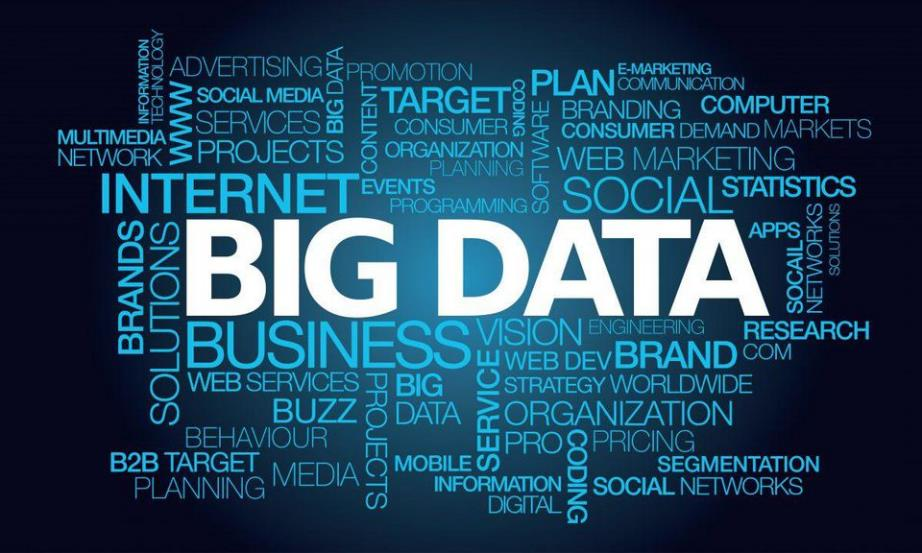 INFORMATION
TECHNOLOGY
ADVERTISING
BIG DATA
PROMOTION
PLAN
E-MARKETING
COMMUNICATION
WWW
SOCIAL MEDIA
CONTENT
TARGET
CODING
SOFTWARE
BRANDING
COMPUTER
MULTIMEDIA
SERVICES
CONSUMER
CONSUMER DEMAND MARKETS
NETWORK
PROJECTS
ORGANIZATION
PLANNING
WEB MARKETING
INTERNET
EVENTS
PROGRAMMING
SOCIAL
STATISTICS
BRANDS
SOLUTIONS
BIG DATA
APPS
SOCAIL
NETWORKS
SOLUTIONS
BUSINESS
VISION
ENGINEERING
RESEARCH
WEB DEV
BRAND
COM
WEB SERVICES
PROJECTS
BIG
DATA
SERVICE
STRATEGY WORLDWIDE
BUZZ
ORGANIZATION
BEHAVIOUR
PRO
CODING
PRICING
B2B TARGET
MEDIA
MOBILE
SEGMENTATION
PLANNING
INFORMATION
SOCIAL NETWORKS
DIGITAL